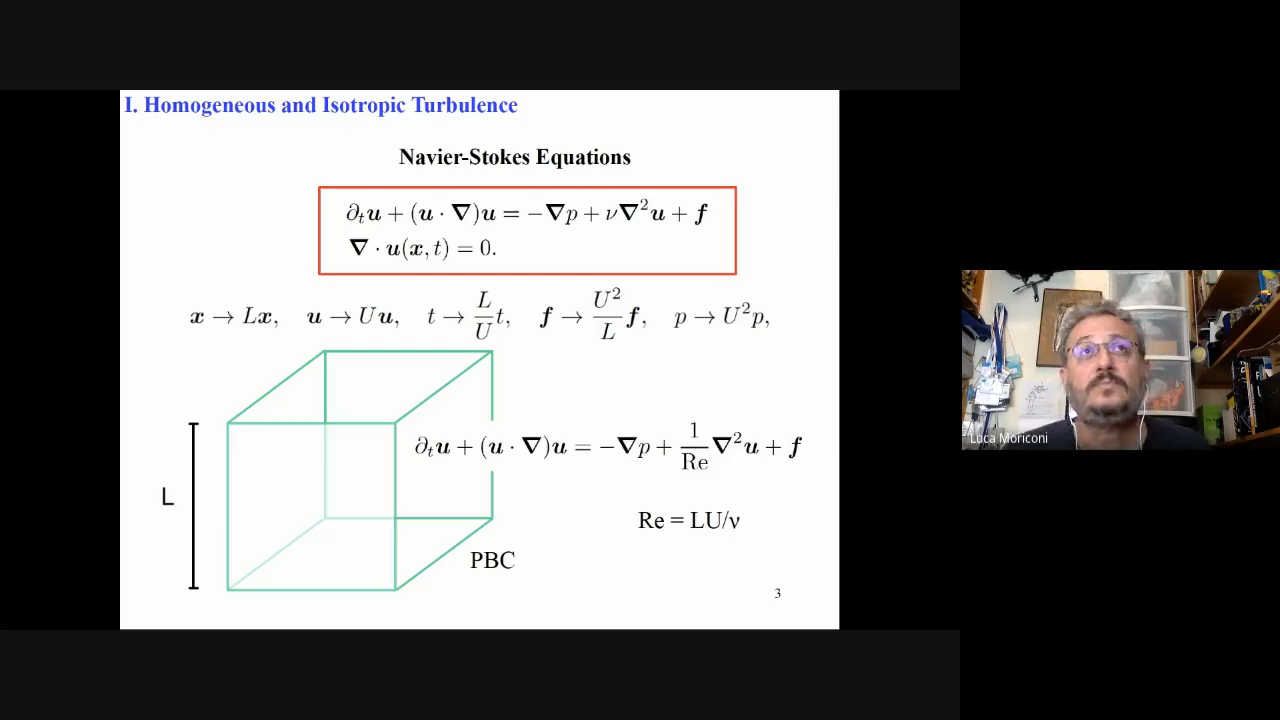 I. Homogeneous and Isotropic Turbulence
Navier-Stokes Equations
∂ₜu + (u · ∇)u = −∇p + ν∇²u + f
∇ · u(x, t) = 0.
x → Lx, u → Uu, t → L/U t, f → U²/L f, p → U²p,
∂ₜu + (u · ∇)u = −∇p + 1/Re ∇²u + f
L
Re = LU/ν
PBC
3
Luca Moriconi